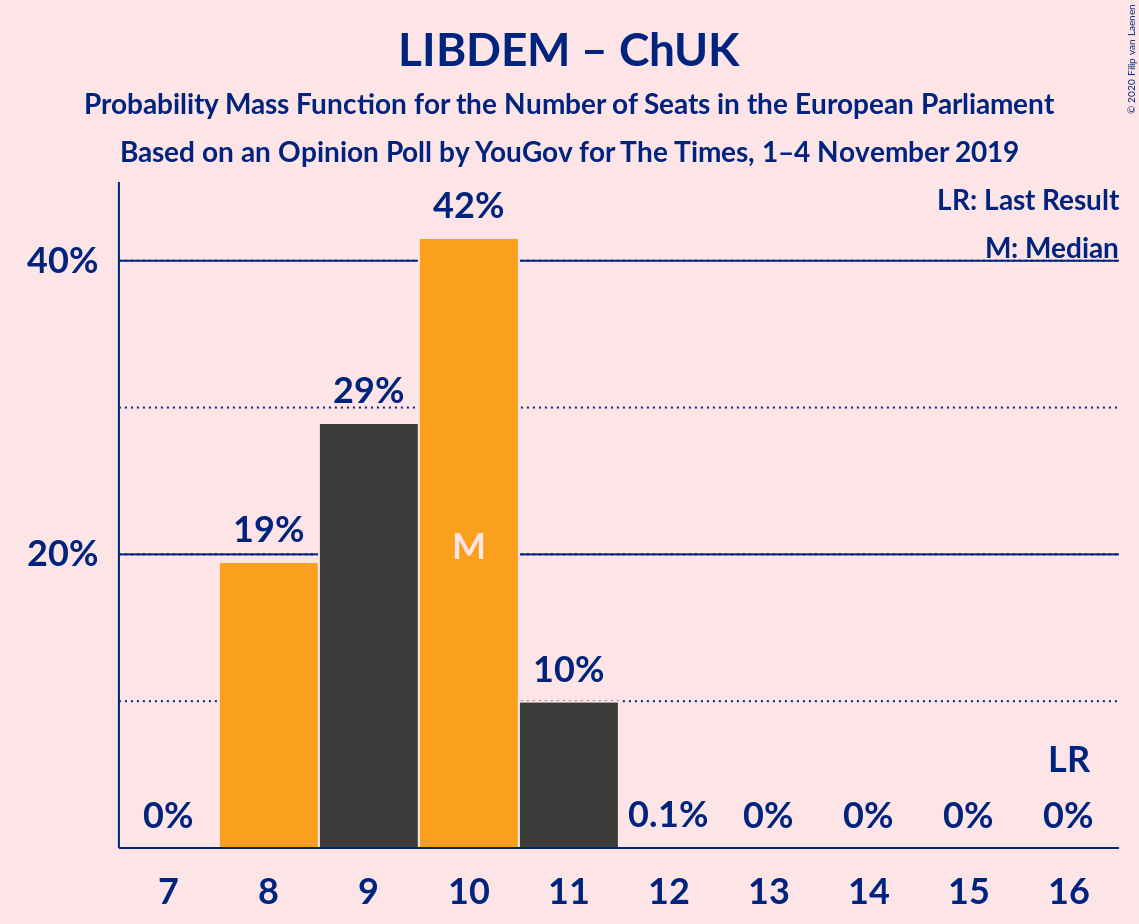 LIBDEM – ChUK
Probability Mass Function for the Number of Seats in the European Parliament
Based on an Opinion Poll by YouGov for The Times, 1–4 November 2019
© 2020 Filip van Laenen
LR: Last Result
M: Median
42%
40%
29%
19%
20%
M
10%
LR
0%
0.1%
0%
0%
0%
0%
7
8
9
10
11
12
13
14
15
16